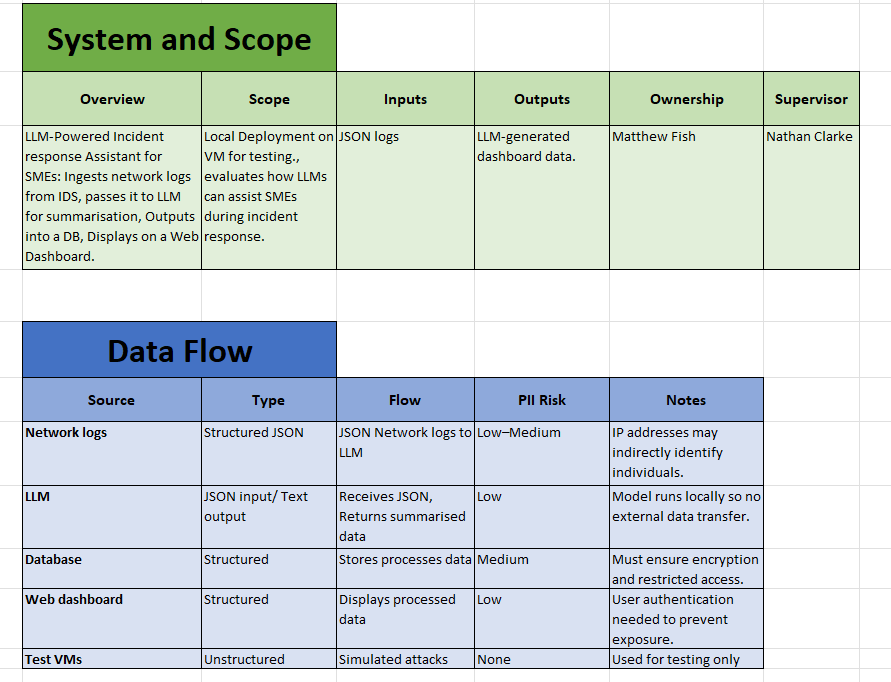 System and Scope
Overview
Scope
Inputs
Outputs
Ownership
Supervisor
LLM-Powered Incident
response Assistant for
SMEs: Ingests network logs
from IDS, passes it to LLM
for summarisation, Outputs
into a DB, Displays on a Web
Dashboard.
Local Deployment on
VM for testing.,
evaluates how LLMs
can assist SMEs
during incident
response.
JSON logs
LLM-generated
dashboard data.
Matthew Fish
Nathan Clarke
Data Flow
Source
Type
Flow
PII Risk
Notes
Network logs
Structured JSON
JSON Network logs to
LLM
Low–Medium
IP addresses may
indirectly identify
individuals.
LLM
JSON input/ Text
output
Receives JSON,
Returns summarised
data
Low
Model runs locally so no
external data transfer.
Database
Structured
Stores processes data
Medium
Must ensure encryption
and restricted access.
Web dashboard
Structured
Displays processed
data
Low
User authentication
needed to prevent
exposure.
Test VMs
Unstructured
Simulated attacks
None
Used for testing only